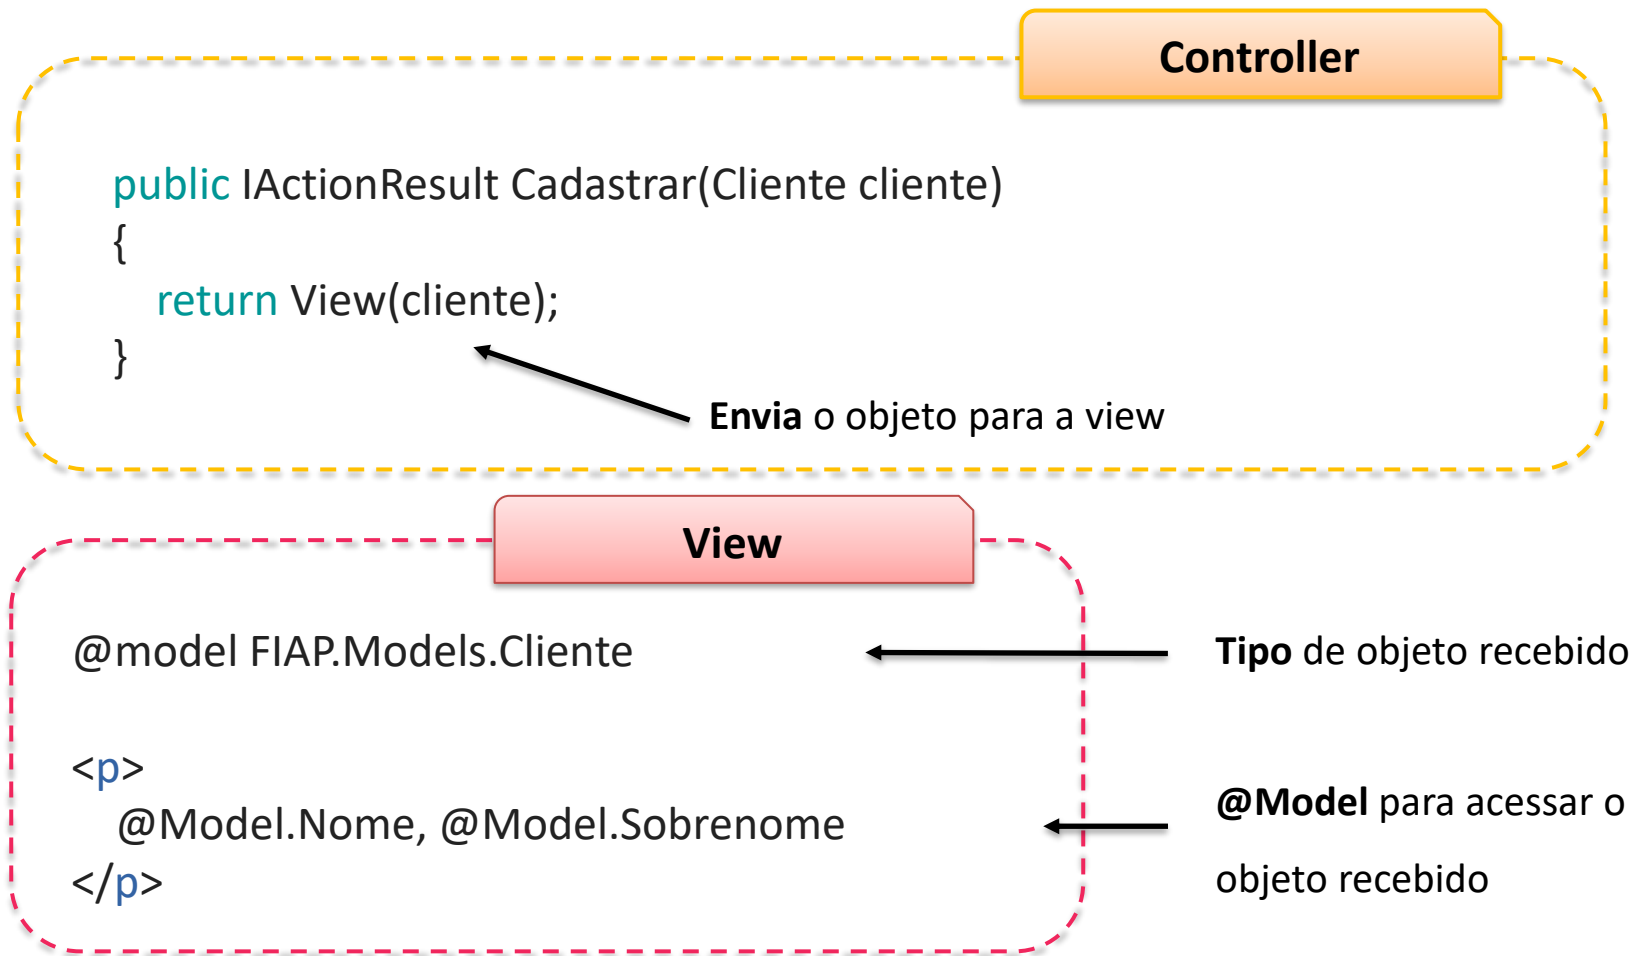 Controller
public IActionResult Cadastrar(Cliente cliente)
{
return View(cliente);
}
Envia o objeto para a view
View
@model FIAP.Models.Cliente
Tipo de objeto recebido
<p>
@Model.Nome, @Model.Sobrenome
</p>
@Model para acessar o
objeto recebido